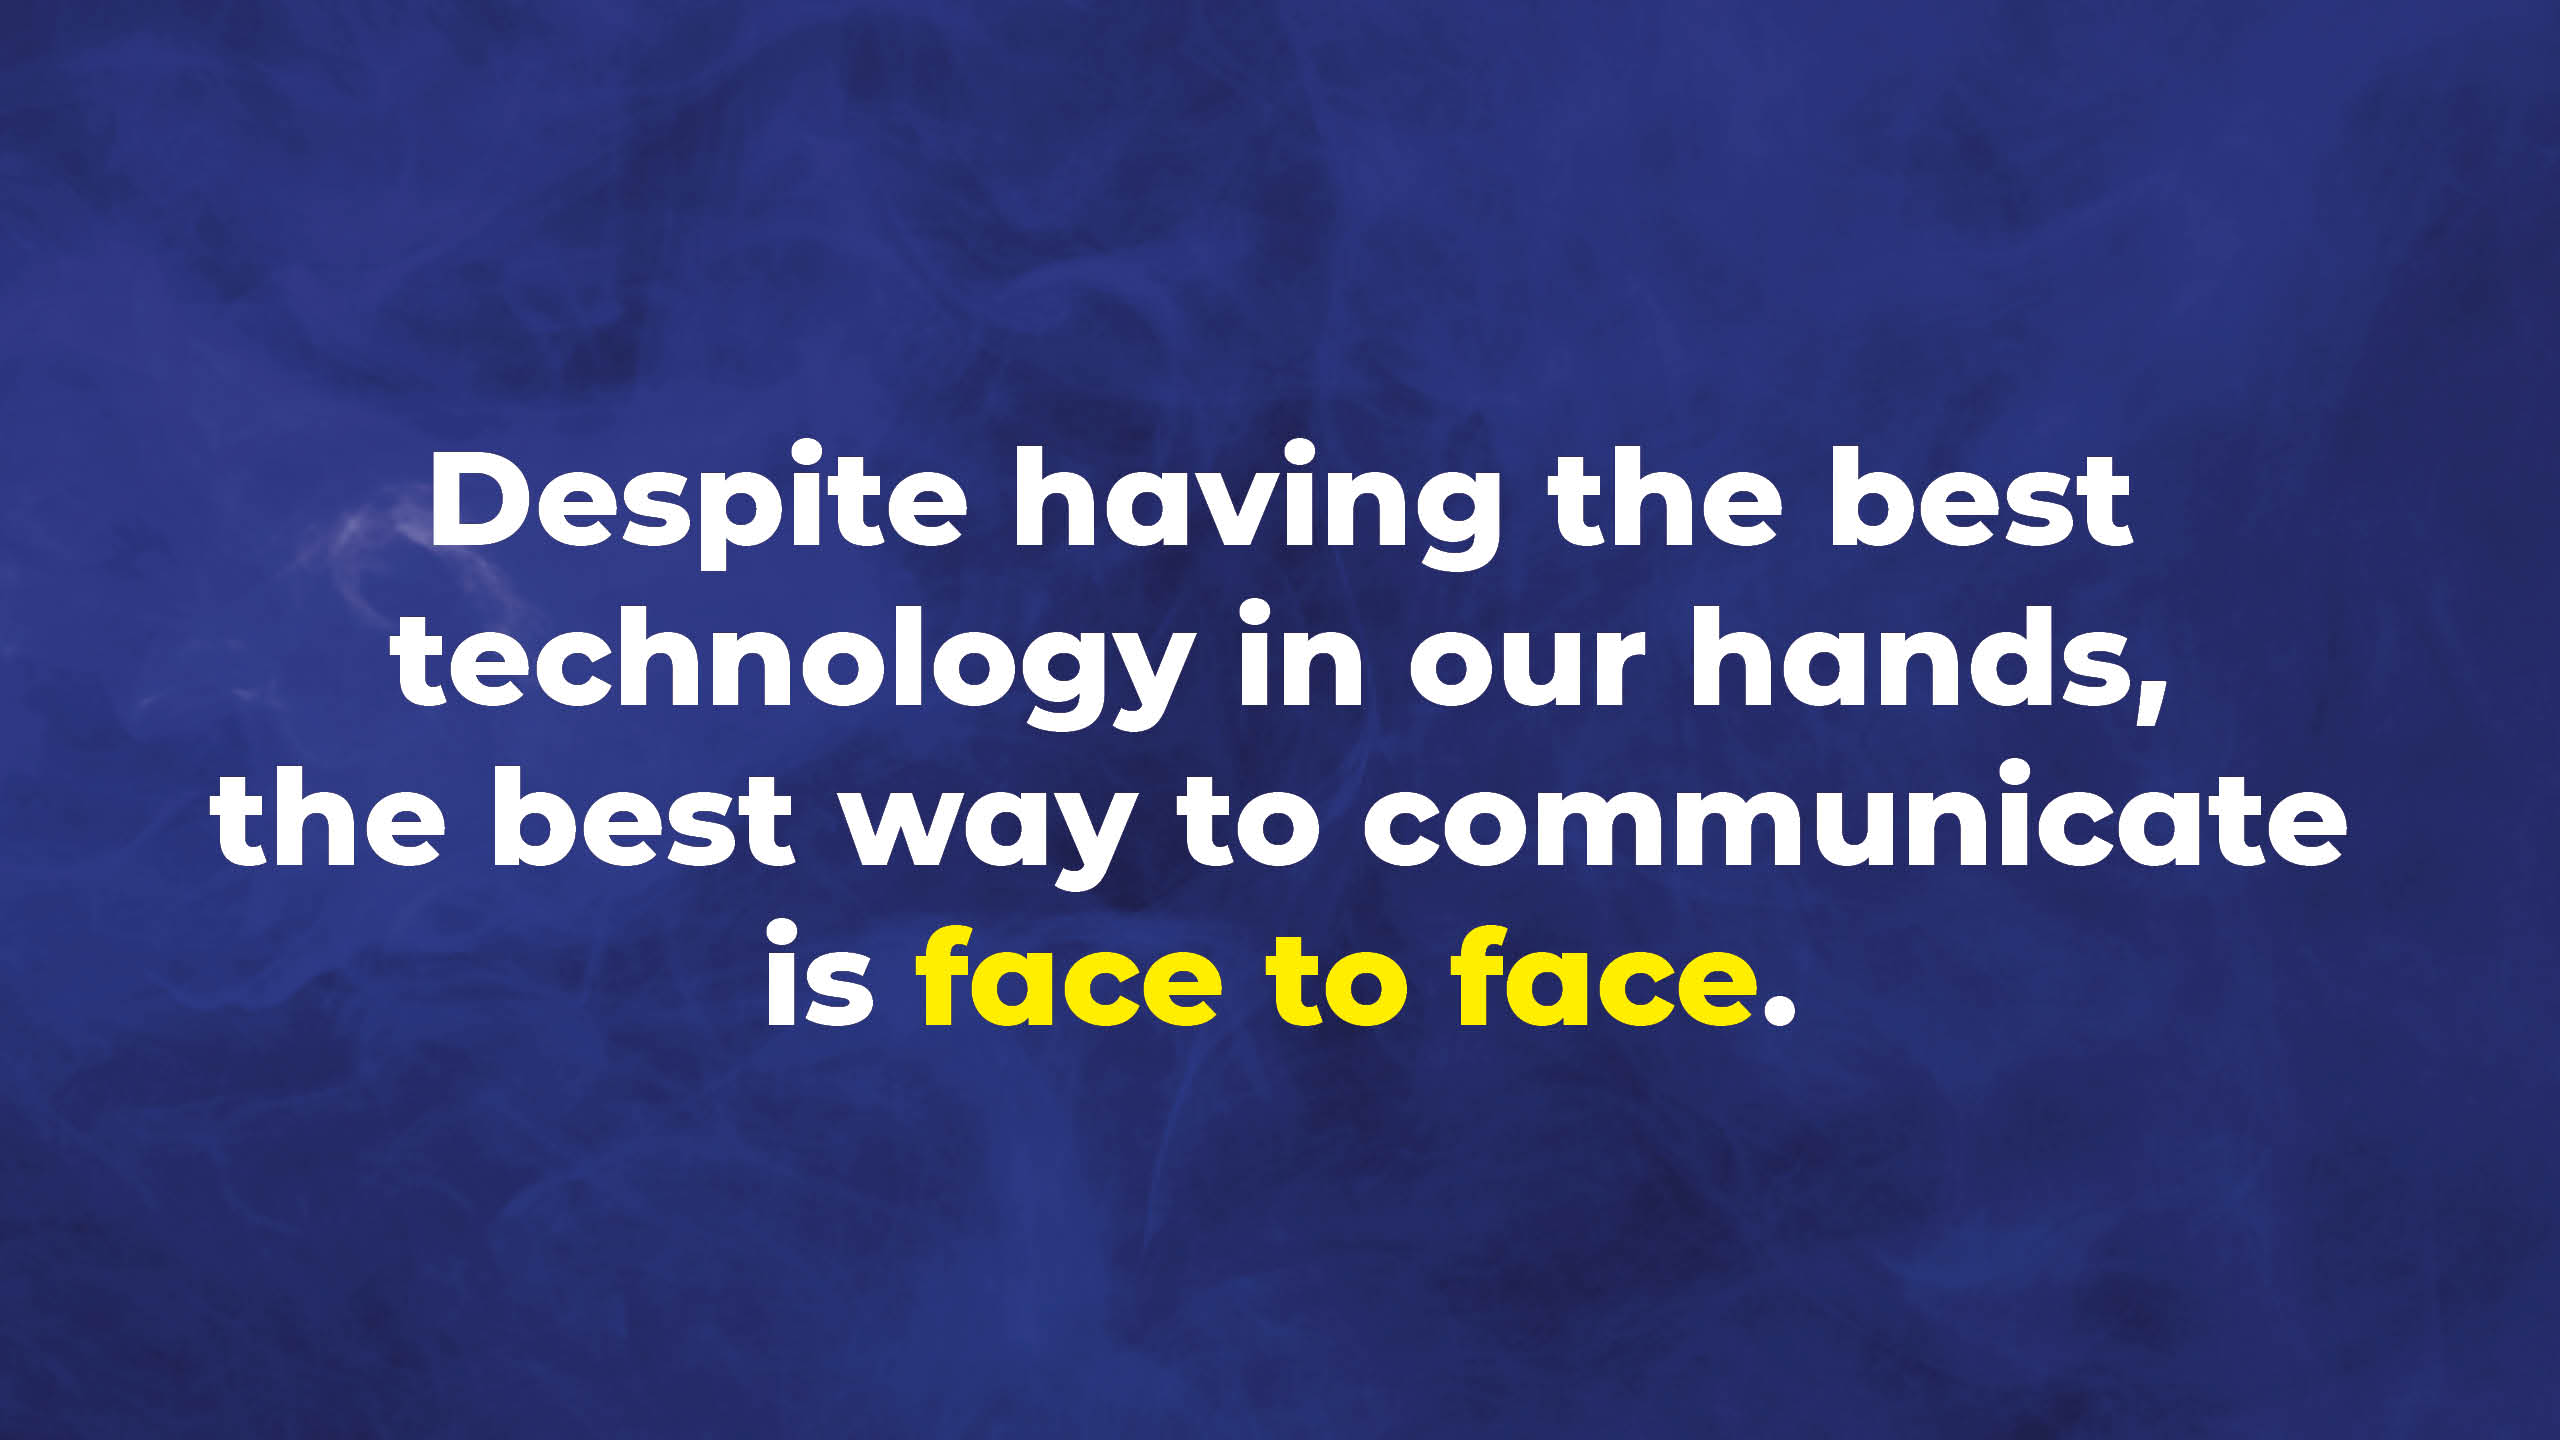 Despite having the best
technology in our hands,
the best way to communicate
is face to face.